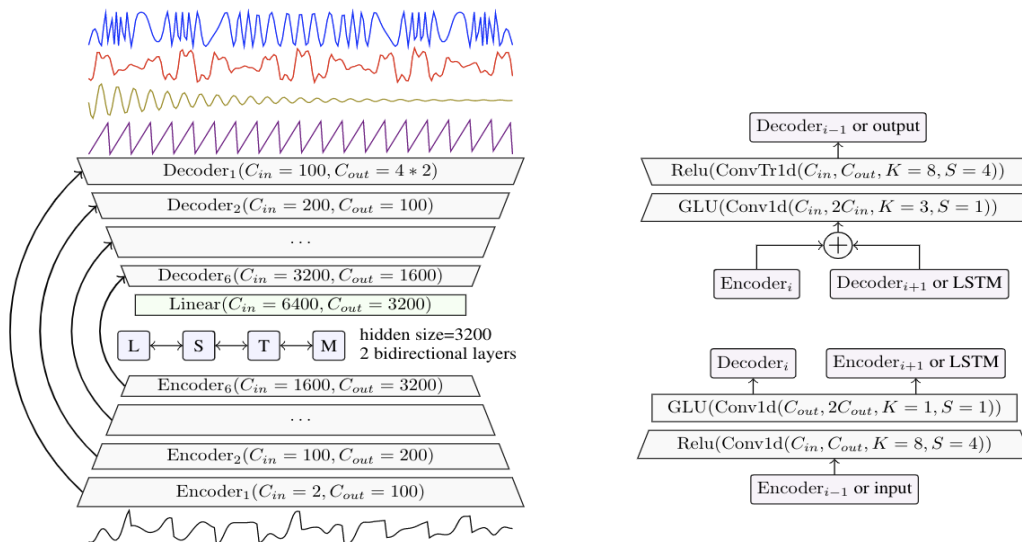 Decoder₁(C_in = 100, C_out = 4 * 2)
Decoder₂(C_in = 200, C_out = 100)
...
Decoder₆(C_in = 3200, C_out = 1600)
Linear(C_in = 6400, C_out = 3200)
L S T M
hidden size=3200
2 bidirectional layers
Encoder₆(C_in = 1600, C_out = 3200)
...
Encoder₂(C_in = 100, C_out = 200)
Encoder₁(C_in = 2, C_out = 100)
Decoder_{i−1} or output
Relu(ConvTr1d(C_in, C_out, K = 8, S = 4))
GLU(Conv1d(C_in, 2C_in, K = 3, S = 1))
+
Encoder_i
Decoder_{i+1} or LSTM
Decoder_i
Encoder_{i+1} or LSTM
GLU(Conv1d(C_out, 2C_out, K = 1, S = 1))
Relu(Conv1d(C_in, C_out, K = 8, S = 4))
Encoder_{i−1} or input